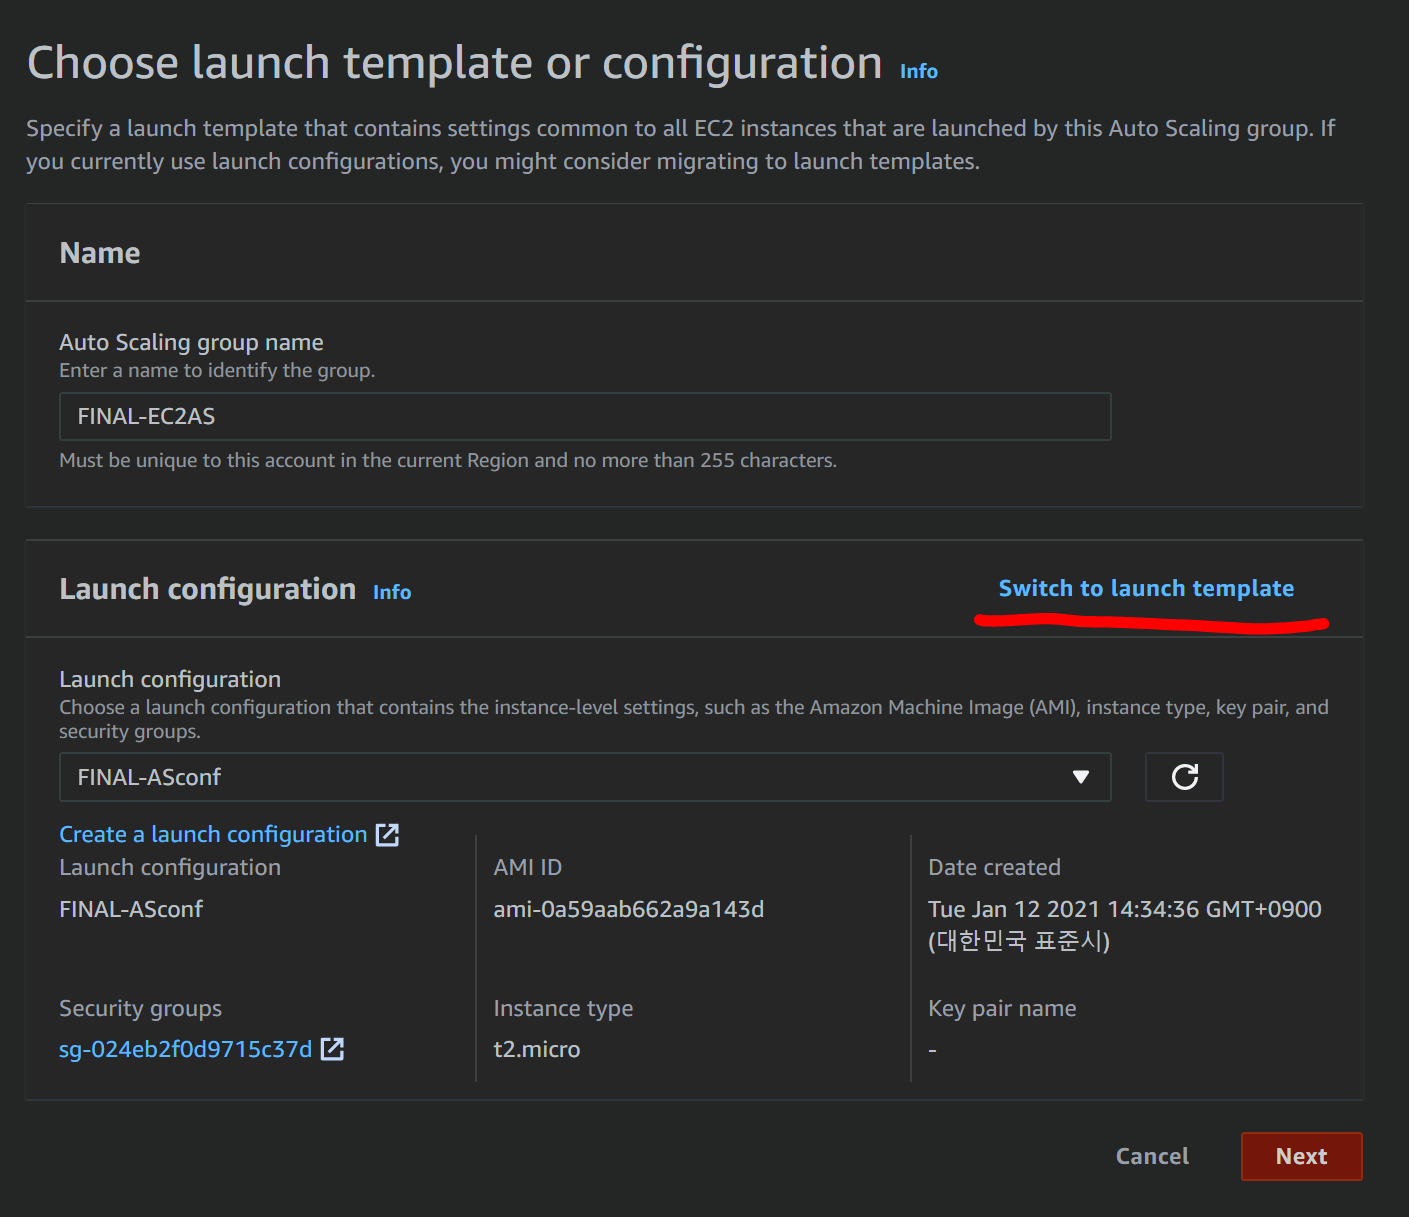 Choose launch template or configuration Info
Specify a launch template that contains settings common to all EC2 instances that are launched by this Auto Scaling group. If
you currently use launch configurations, you might consider migrating to launch templates.
Name
Auto Scaling group name
Enter a name to identify the group.
FINAL-EC2AS
Must be unique to this account in the current Region and no more than 255 characters.
Launch configuration Info
Switch to launch template
Launch configuration
Choose a launch configuration that contains the instance-level settings, such as the Amazon Machine Image (AMI), instance type, key pair, and
security groups.
FINAL-ASconf
Create a launch configuration
Launch configuration
FINAL-ASconf
AMI ID
ami-0a59aab662a9a143d
Date created
Tue Jan 12 2021 14:34:36 GMT+0900
(대한민국 표준시)
Security groups
sg-024eb2f0d9715c37d
Instance type
t2.micro
Key pair name
-
Cancel
Next